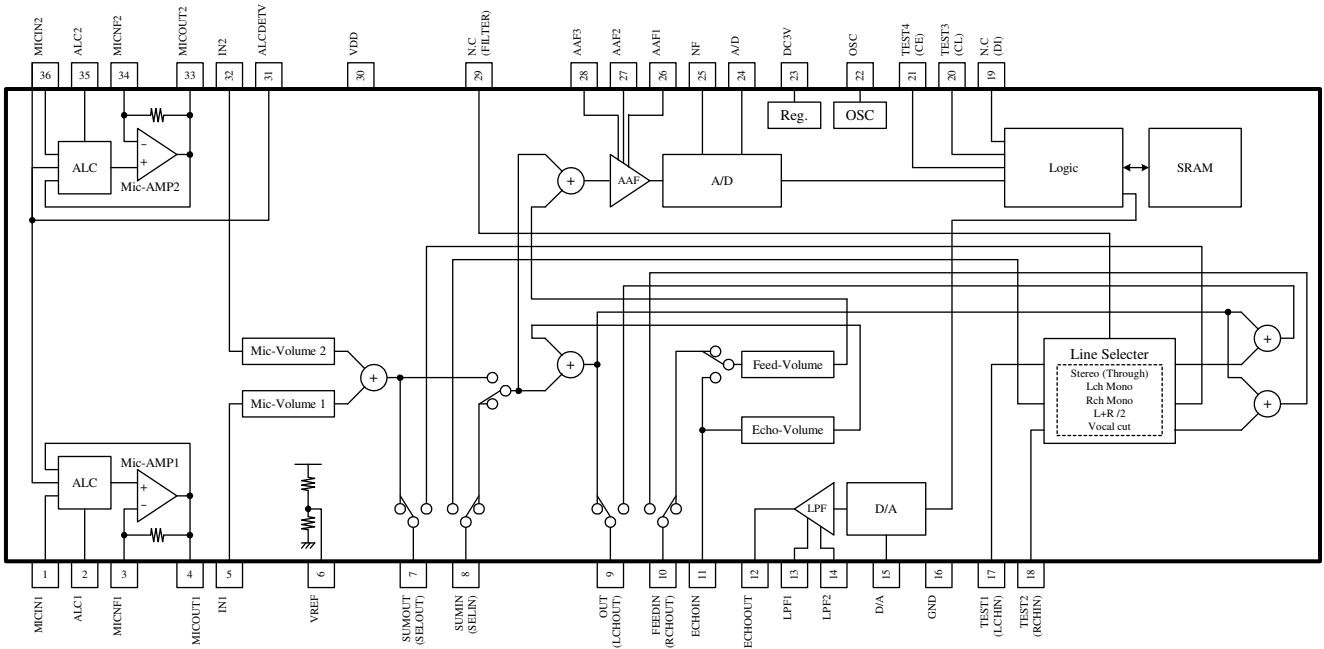 MICIN2
ALC2
MICNF2
MICOUT2
IN2
ALCDETV
VDD
N.C
(FILTER)
AAF3
AAF2
AAF1
NF
A/D
DC3V
OSC
TEST4
(CE)
TEST3
(CL)
N.C
(DI)
36
35
34
33
32
31
30
29
28
27
26
25
24
23
22
21
20
19
Reg.
OSC
ALC
−
+
Mic-AMP2
+
AAF
A/D
Logic
SRAM
Mic-Volume 2
Mic-Volume 1
+
+
Feed-Volume
Echo-Volume
Line Selecter
Stereo (Through)
Lch Mono
Rch Mono
L+R /2
Vocal cut
+
+
Mic-AMP1
ALC
+
−
LPF
D/A
1
2
3
4
5
6
7
8
9
10
11
12
13
14
15
16
17
18
MICIN1
ALC1
MICNF1
MICOUT1
IN1
VREF
SUMOUT
(SELOUT)
SUMIN
(SELIN)
OUT
(LCHOUT)
FEEDIN
(RCHOUT)
ECHOIN
ECHOOUT
LPF1
LPF2
D/A
GND
TEST1
(LCHIN)
TEST2
(RCHIN)